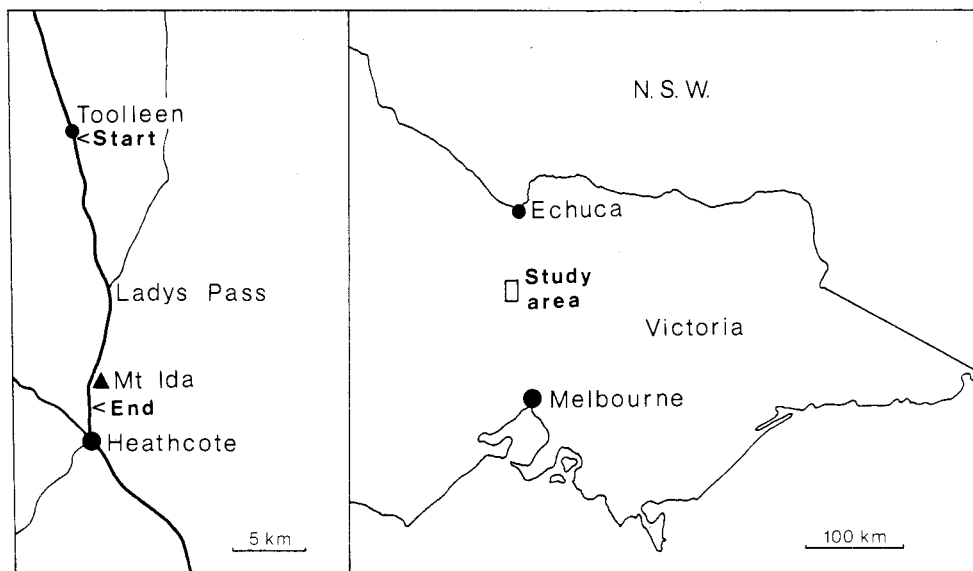 Toolleen
<Start
Ladys Pass
Mt Ida
<End
Heathcote
5 km
N.S.W.
Echuca
Study
area
Victoria
Melbourne
100 km